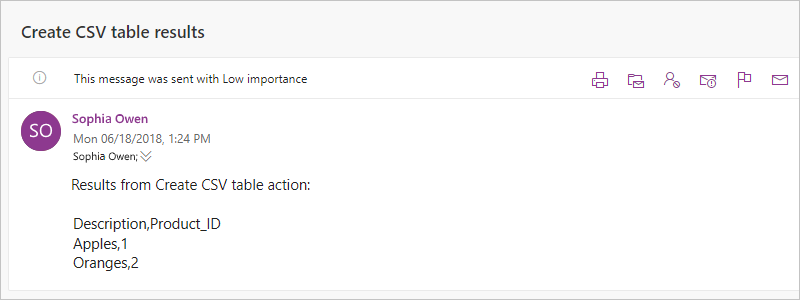 Create CSV table results
This message was sent with Low importance
SO
Sophia Owen
Mon 06/18/2018, 1:24 PM
Sophia Owen;
Results from Create CSV table action:
Description,Product_ID
Apples,1
Oranges,2